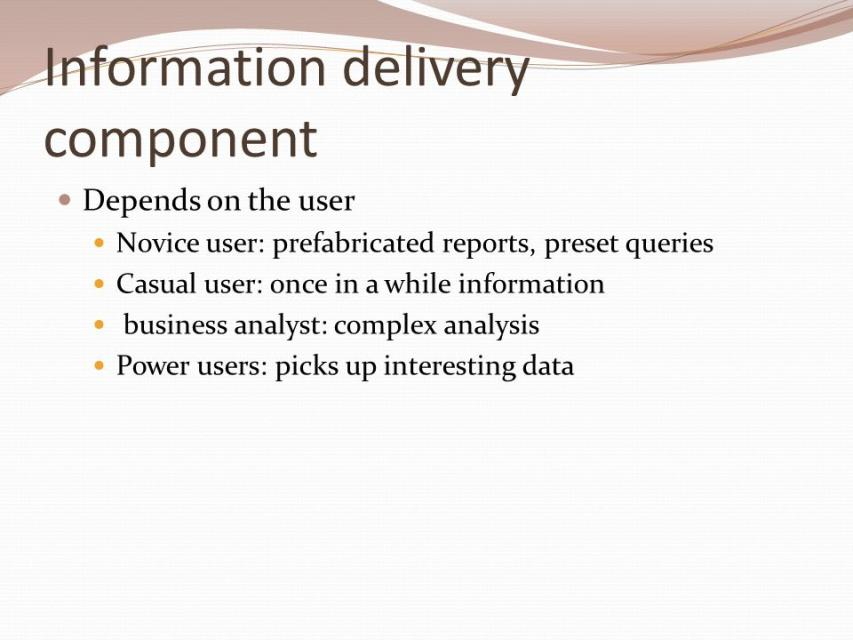 Information delivery
component
Depends on the user
Novice user: prefabricated reports, preset queries
Casual user: once in a while information
business analyst: complex analysis
Power users: picks up interesting data